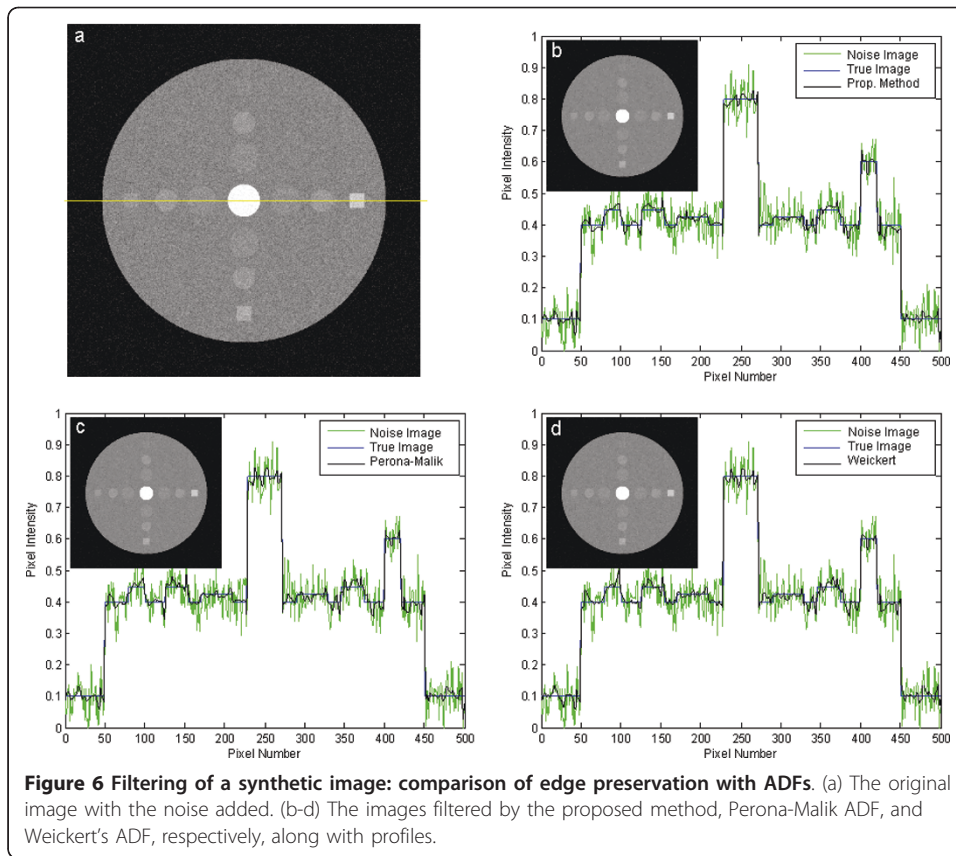 a
b
Noise Image
True Image
Prop. Method
1
0.9
0.8
0.7
0.6
0.5
0.4
0.3
0.2
0.1
0
Pixel Intensity
0 50 100 150 200 250 300 350 400 450 500
Pixel Number
c
Noise Image
True Image
Perona-Malik
1
0.9
0.8
0.7
0.6
0.5
0.4
0.3
0.2
0.1
0
Pixel Intensity
0 50 100 150 200 250 300 350 400 450 500
Pixel Number
d
Noise Image
True Image
Weickert
1
0.9
0.8
0.7
0.6
0.5
0.4
0.3
0.2
0.1
0
Pixel Intensity
0 50 100 150 200 250 300 350 400 450 500
Pixel Number
Figure 6 Filtering of a synthetic image: comparison of edge preservation with ADFs. (a) The original
image with the noise added. (b-d) The images filtered by the proposed method, Perona-Malik ADF, and
Weickert's ADF, respectively, along with profiles.